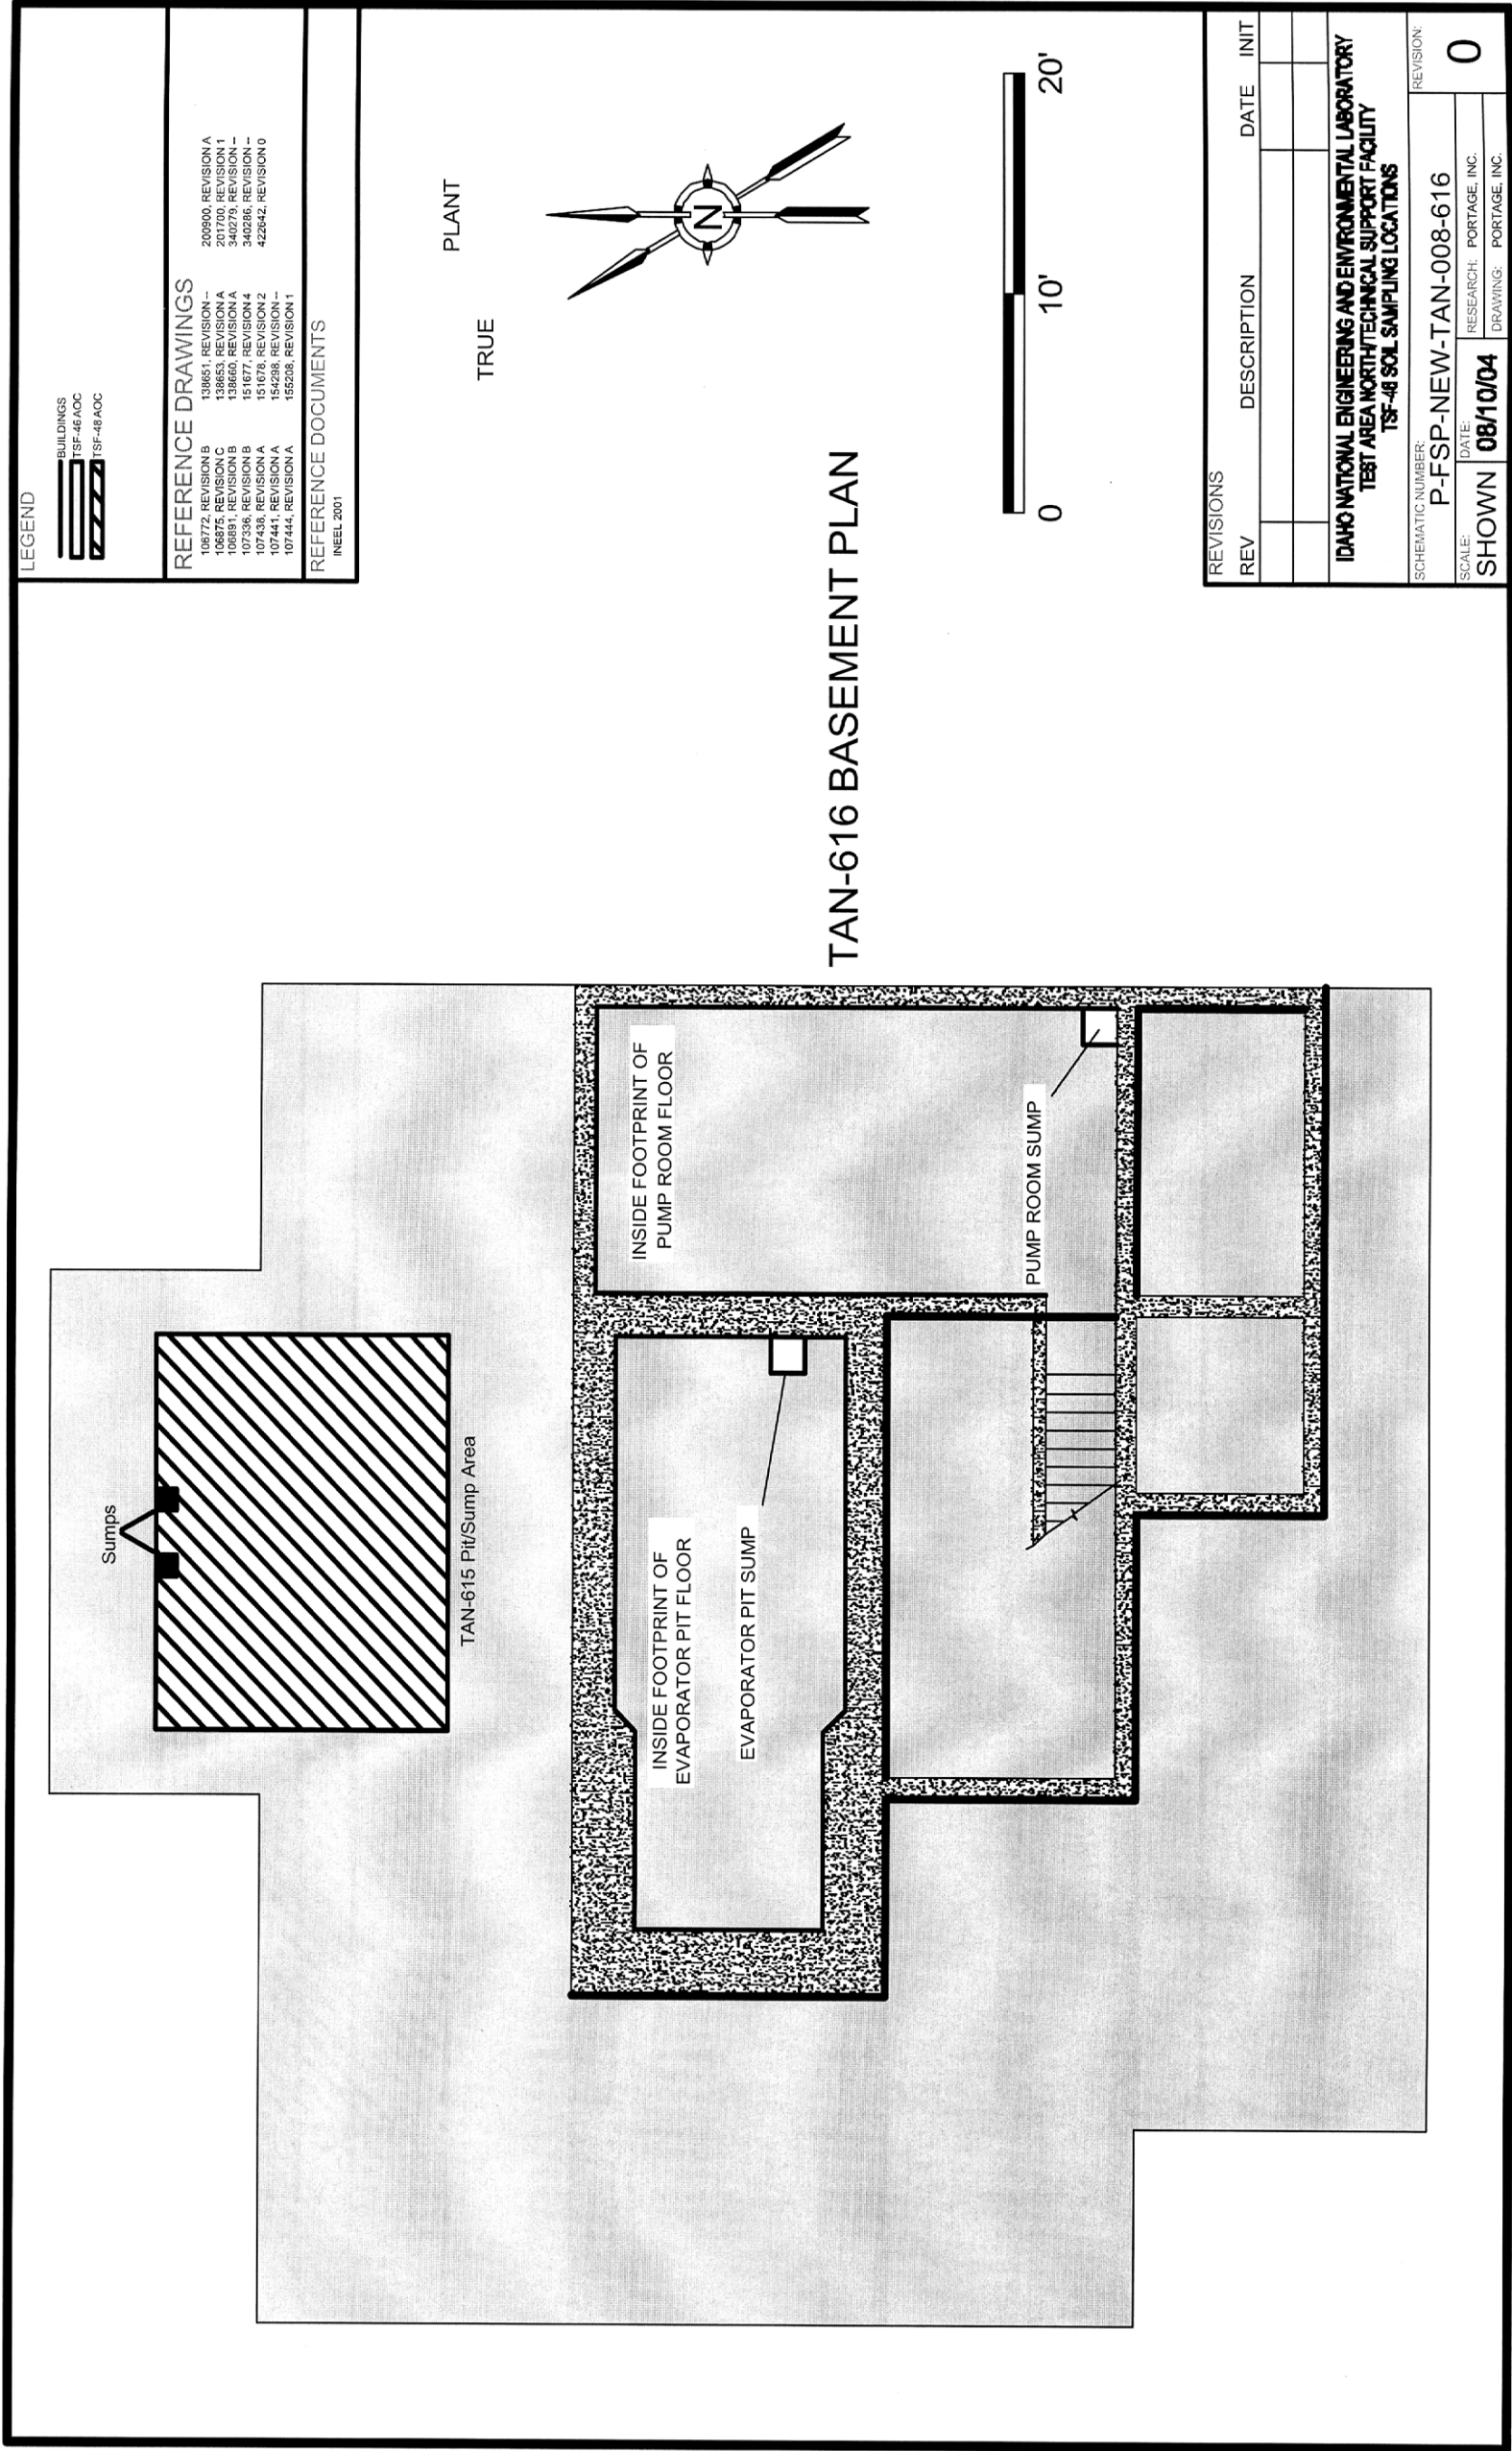 LEGEND
BUILDINGS
TSF-46 AOC
TSF-48 AOC
REFERENCE DRAWINGS
106772, REVISION B 138651, REVISION -- 200900, REVISION A
106875, REVISION C 138653, REVISION A 201700, REVISION 1
106891, REVISION B 138660, REVISION A 340279, REVISION --
107336, REVISION B 151677, REVISION 4 340286, REVISION --
107438, REVISION A 151678, REVISION 2 422642, REVISION 0
107441, REVISION A 154298, REVISION --
107444, REVISION A 155208, REVISION 1
REFERENCE DOCUMENTS
INEEL 2001
Sumps
TAN-615 Pit/Sump Area
PLANT
TRUE
N
INSIDE FOOTPRINT OF
PUMP ROOM FLOOR
INSIDE FOOTPRINT OF
EVAPORATOR PIT FLOOR
EVAPORATOR PIT SUMP
PUMP ROOM SUMP
TAN-616 BASEMENT PLAN
0 10' 20'
REVISIONS
REV DESCRIPTION DATE INIT
IDAHO NATIONAL ENGINEERING AND ENVIRONMENTAL LABORATORY
TEST AREA NORTH/TECHNICAL SUPPORT FACILITY
TSF-46 SOIL SAMPLING LOCATIONS
SCHEMATIC NUMBER:
P-FSP-NEW-TAN-008-616
REVISION:
0
SCALE:
SHOWN
DATE:
08/10/04
RESEARCH: PORTAGE, INC.
DRAWING: PORTAGE, INC.